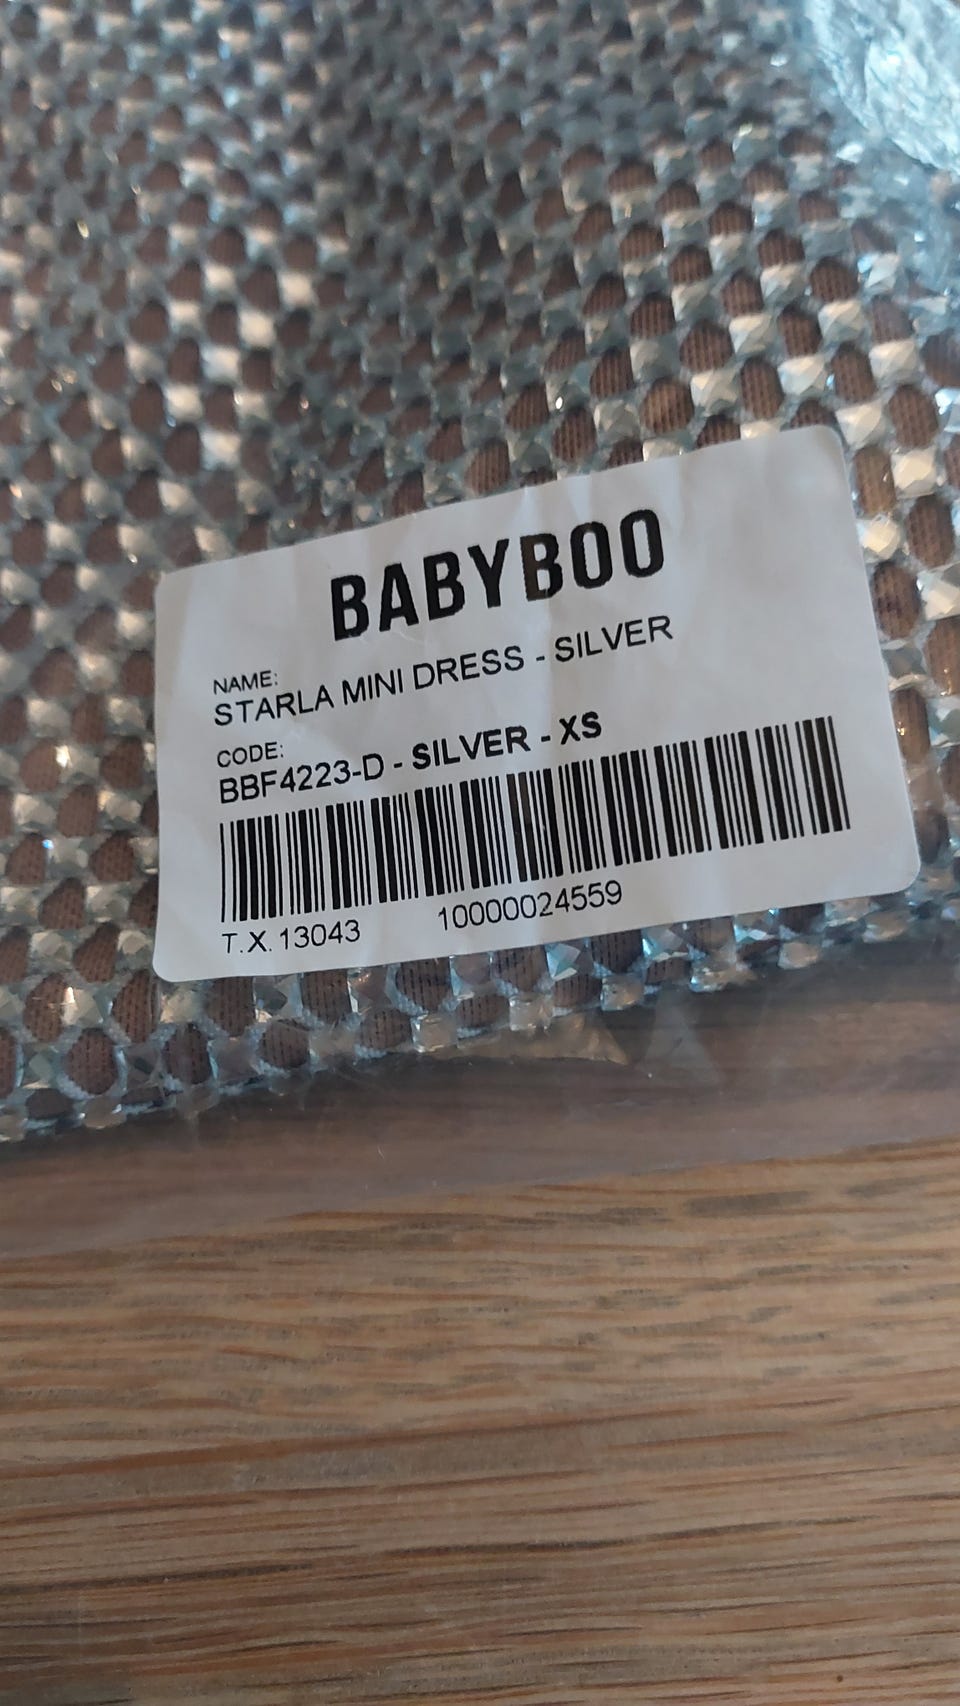 BABYBOO
NAME:
STARLA MINI DRESS - SILVER
CODE:
BBF4223-D - SILVER - XS
T.X. 13043 10000024559